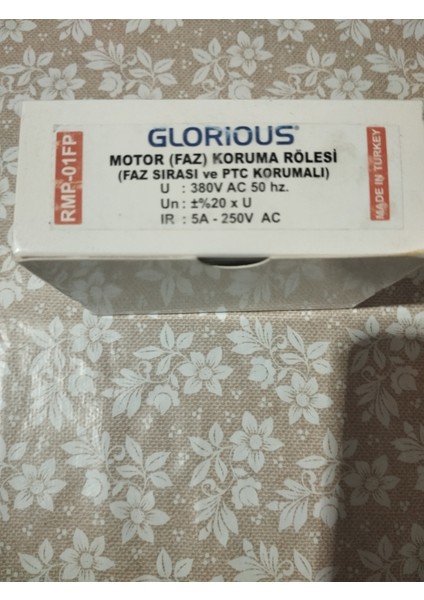 GLORIOUS®
MOTOR (FAZ) KORUMA RÖLESİ
(FAZ SIRASI ve PTC KORUMALI)
U : 380V AC 50 hz.
Un : ±%20 x U
IR : 5A - 250V AC
RMP-01FP
MADE IN TURKEY